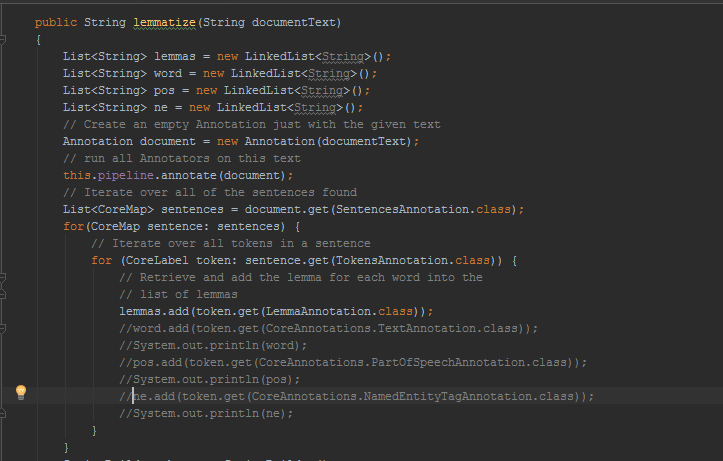 public String lemmatize(String documentText)
{
List<String> lemmas = new LinkedList<String>();
List<String> word = new LinkedList<String>();
List<String> pos = new LinkedList<String>();
List<String> ne = new LinkedList<String>();
// Create an empty Annotation just with the given text
Annotation document = new Annotation(documentText);
// run all Annotators on this text
this.pipeline.annotate(document);
// Iterate over all of the sentences found
List<CoreMap> sentences = document.get(SentencesAnnotation.class);
for(CoreMap sentence: sentences) {
// Iterate over all tokens in a sentence
for (CoreLabel token: sentence.get(TokensAnnotation.class)) {
// Retrieve and add the lemma for each word into the
// list of lemmas
lemmas.add(token.get(LemmaAnnotation.class));
//word.add(token.get(CoreAnnotations.TextAnnotation.class));
//System.out.println(word);
//pos.add(token.get(CoreAnnotations.PartOfSpeechAnnotation.class));
//System.out.println(pos);
//ne.add(token.get(CoreAnnotations.NamedEntityTagAnnotation.class));
//System.out.println(ne);
}
}